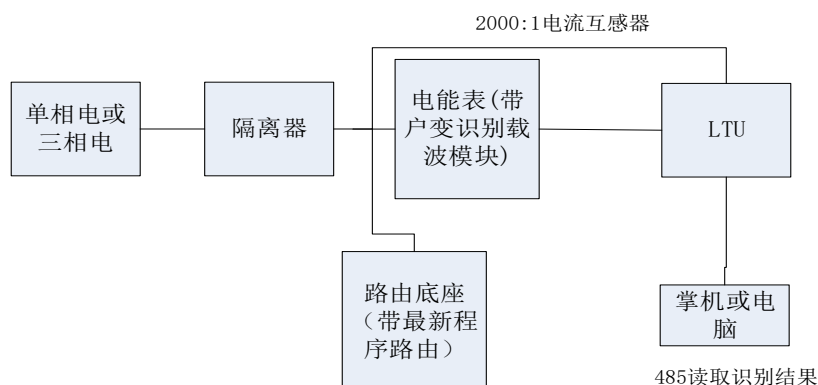 2000:1电流互感器
单相电或
三相电
隔离器
电能表(带
户变识别载
波模块)
LTU
路由底座
（带最新程
序路由）
掌机或电
脑
485读取识别结果